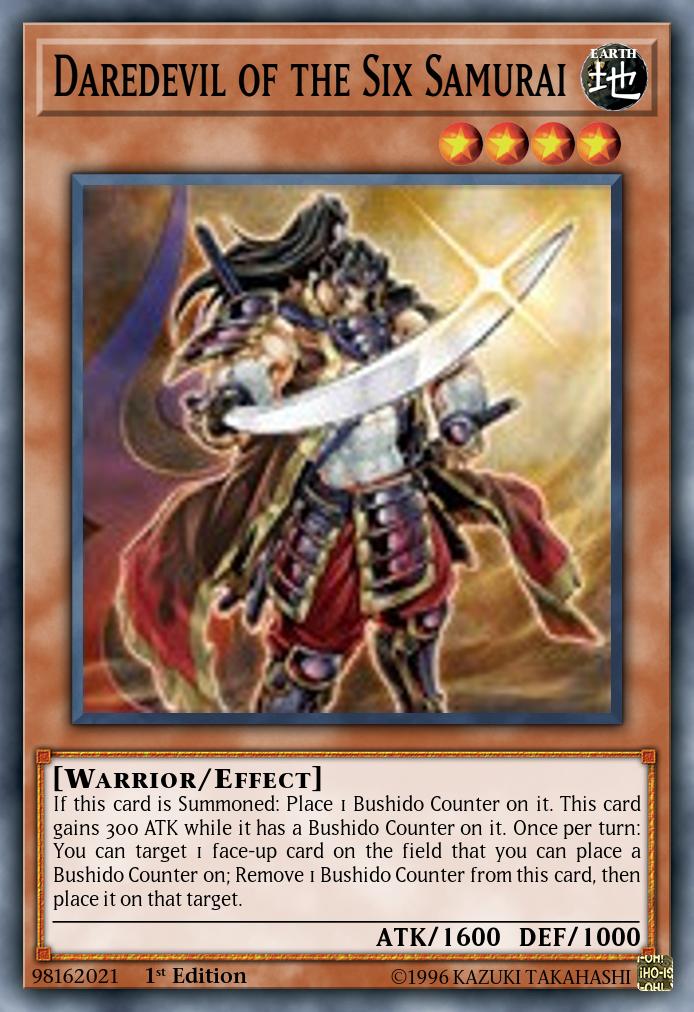 Daredevil of the Six Samurai
EARTH
地
[Warrior/Effect]
If this card is Summoned: Place 1 Bushido Counter on it. This card
gains 300 ATK while it has a Bushido Counter on it. Once per turn:
You can target 1 face-up card on the field that you can place a
Bushido Counter on; Remove 1 Bushido Counter from this card, then
place it on that target.
ATK/1600 DEF/1000
98162021 1st Edition ©1996 KAZUKI TAKAHASHI